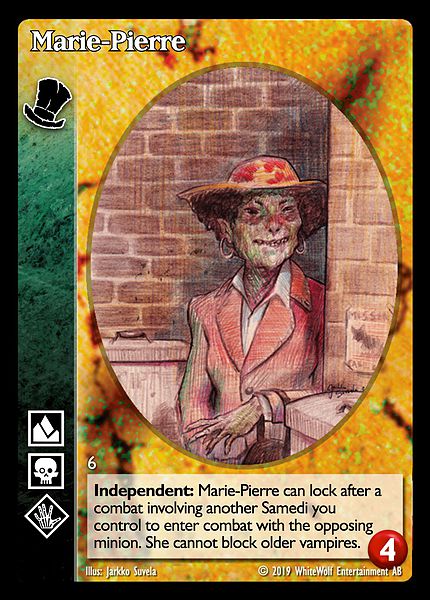 Marie-Pierre
MISSING
6
Independent: Marie-Pierre can lock after a
combat involving another Samedi you
control to enter combat with the opposing
minion. She cannot block older vampires.
4
Illus: Jarkko Suvela
© 2019 WhiteWolf Entertainment AB